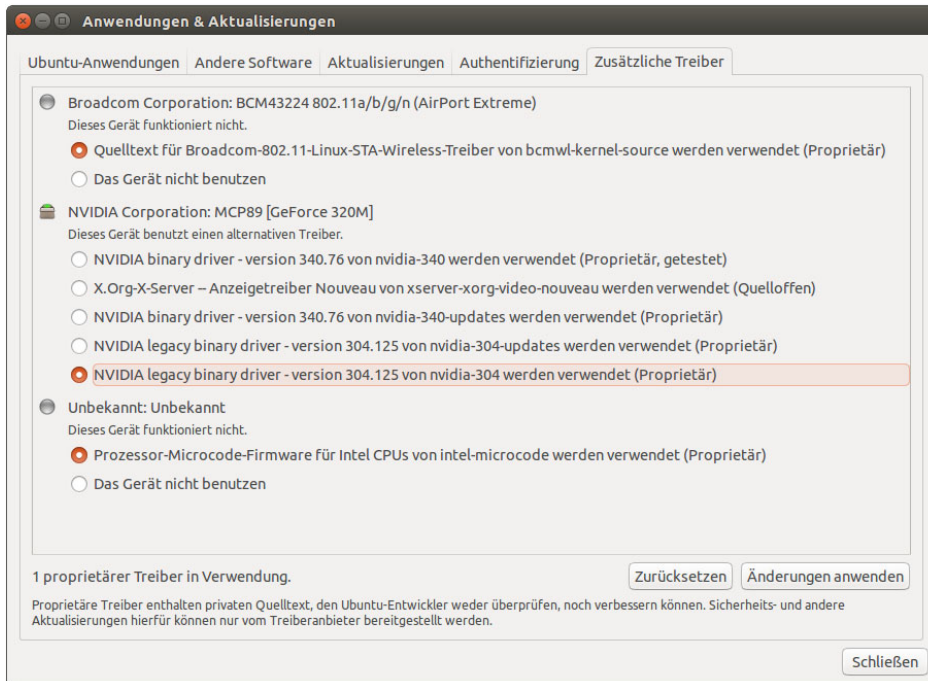 Anwendungen & Aktualisierungen
Ubuntu-Anwendungen Andere Software Aktualisierungen Authentifizierung Zusätzliche Treiber
Broadcom Corporation: BCM43224 802.11a/b/g/n (AirPort Extreme)
Dieses Gerät funktioniert nicht.
Quelltext für Broadcom-802.11-Linux-STA-Wireless-Treiber von bcmwl-kernel-source werden verwendet (Proprietär)
Das Gerät nicht benutzen
NVIDIA Corporation: MCP89 [GeForce 320M]
Dieses Gerät benutzt einen alternativen Treiber.
NVIDIA binary driver - version 340.76 von nvidia-340 werden verwendet (Proprietär, getestet)
X.Org-X-Server – Anzeigetreiber Nouveau von xserver-xorg-video-nouveau werden verwendet (Quelloffen)
NVIDIA binary driver - version 340.76 von nvidia-340-updates werden verwendet (Proprietär)
NVIDIA legacy binary driver - version 304.125 von nvidia-304-updates werden verwendet (Proprietär)
NVIDIA legacy binary driver - version 304.125 von nvidia-304 werden verwendet (Proprietär)
Unbekannt: Unbekannt
Dieses Gerät funktioniert nicht.
Prozessor-Microcode-Firmware für Intel CPUs von intel-microcode werden verwendet (Proprietär)
Das Gerät nicht benutzen
1 proprietärer Treiber in Verwendung.
Zurücksetzen Änderungen anwenden
Proprietäre Treiber enthalten privaten Quelltext, den Ubuntu-Entwickler weder überprüfen, noch verbessern können. Sicherheits- und andere
Aktualisierungen hierfür können nur vom Treiberanbieter bereitgestellt werden.
Schließen